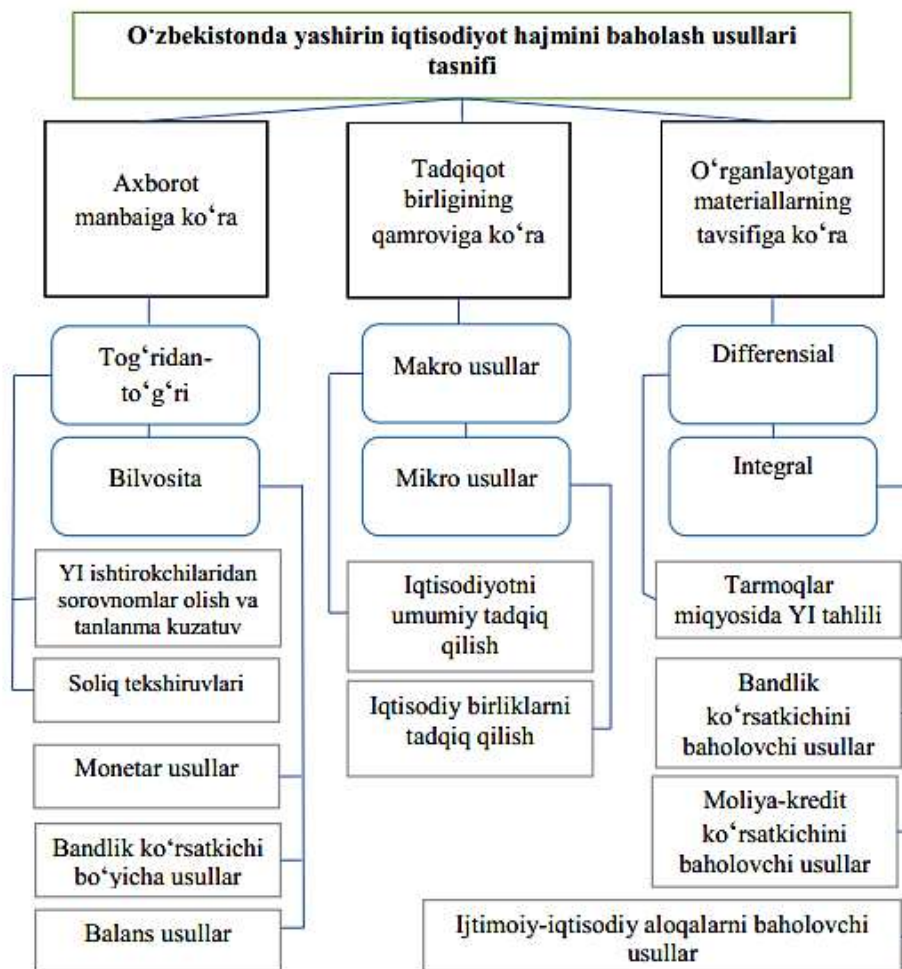 O‘zbekistonda yashirin iqtisodiyot hajmini baholash usullari
tasnifi
Axborot
manbaiga ko‘ra
Tadqiqot
birligining
qamroviga ko‘ra
O‘rganlayotgan
materiallarning
tavsifiga ko‘ra
Tog‘ridan-
to‘g‘ri
Bilvosita
YI ishtirokchilaridan
sorovnomlar olish va
tanlanma kuzatuv
Soliq tekshiruvlari
Monetar usullar
Bandlik ko‘rsatkichi
bo‘yicha usullar
Balans usullar
Makro usullar
Mikro usullar
Iqtisodiyotni
umumiy tadqiq
qilish
Iqtisodiy birliklarni
tadqiq qilish
Differensial
Integral
Tarmoqlar
miqyosida YI tahlili
Bandlik
ko‘rsatkichini
baholovchi usullar
Moliya-kredit
ko‘rsatkichini
baholovchi usullar
Ijtimoiy-iqtisodiy aloqalarni baholovchi
usullar